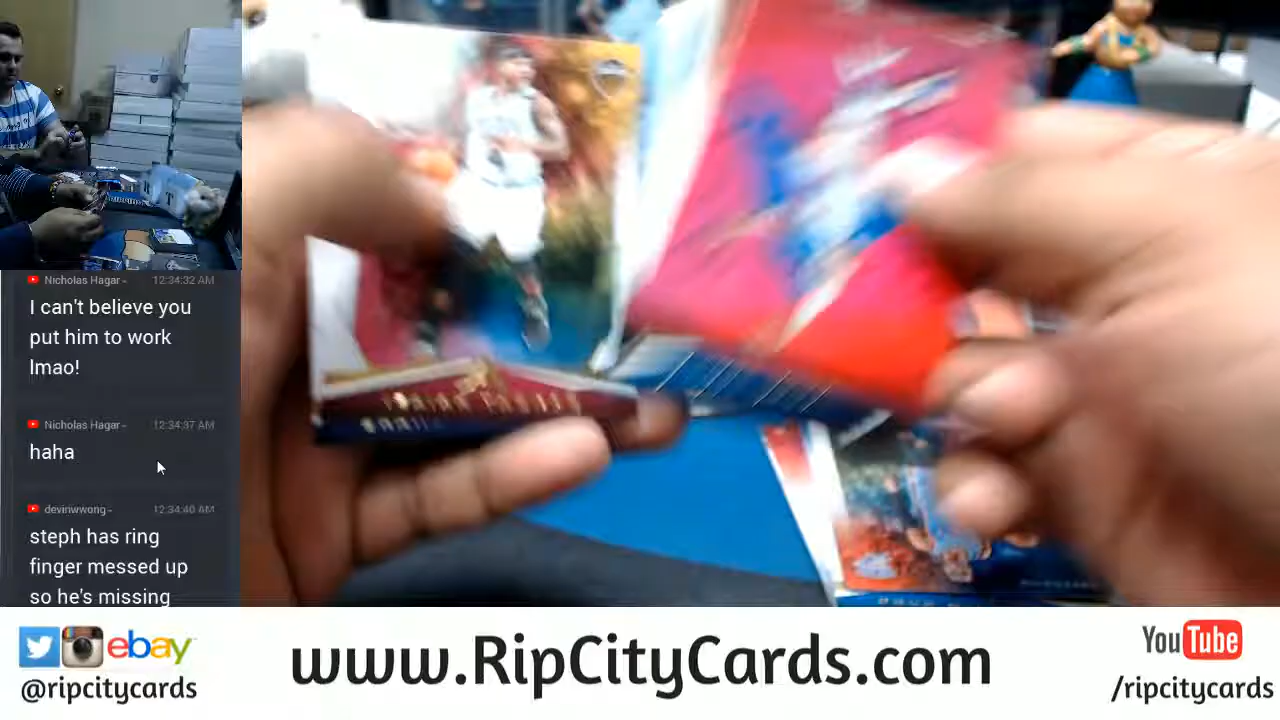 Nicholas Hagar 12:34:32 AM
I can't believe you
put him to work
lmao!
Nicholas Hagar 12:34:37 AM
haha
devinwwong 12:34:40 AM
steph has ring
finger messed up
so he's missing
ebay
@ripcitycards
www.RipCityCards.com
YouTube
/ripcitycards